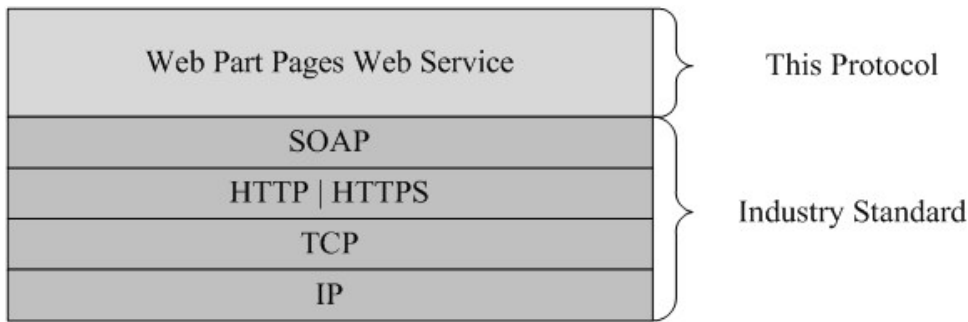 Web Part Pages Web Service
This Protocol
SOAP
HTTP | HTTPS
Industry Standard
TCP
IP